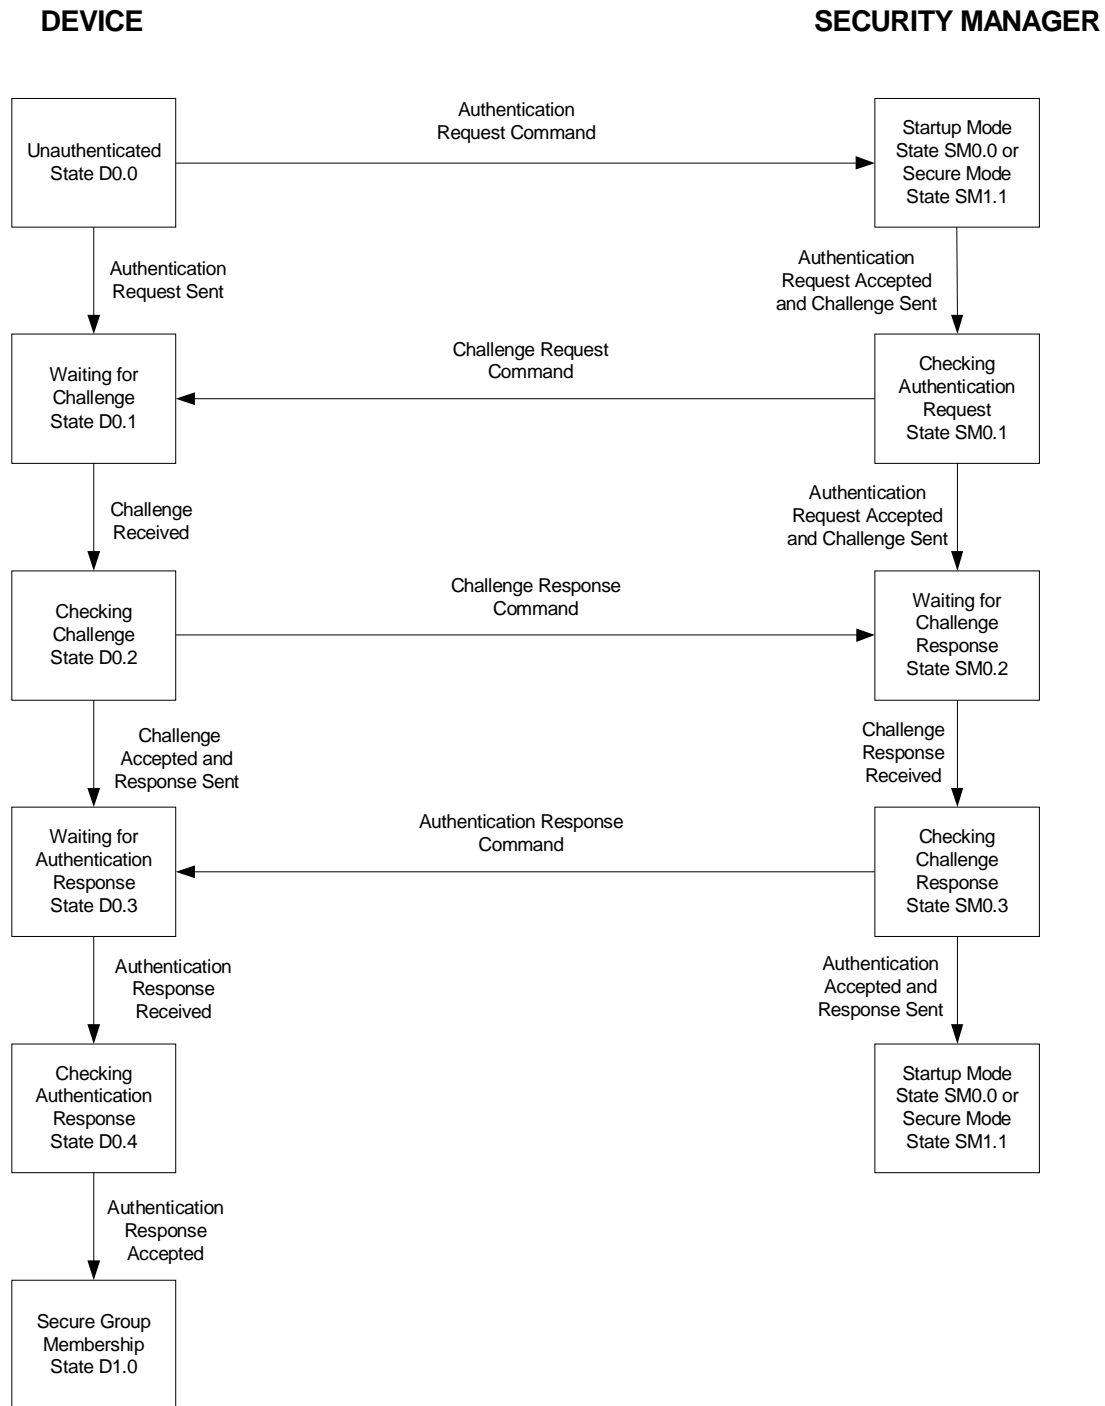 DEVICE
SECURITY MANAGER
Authentication
Request Command
Unauthenticated
State D0.0
Startup Mode
State SM0.0 or
Secure Mode
State SM1.1
Authentication
Request Sent
Authentication
Request Accepted
and Challenge Sent
Challenge Request
Command
Waiting for
Challenge
State D0.1
Checking
Authentication
Request
State SM0.1
Challenge
Received
Authentication
Request Accepted
and Challenge Sent
Challenge Response
Command
Checking
Challenge
State D0.2
Waiting for
Challenge
Response
State SM0.2
Challenge
Accepted and
Response Sent
Challenge
Response
Received
Authentication Response
Command
Waiting for
Authentication
Response
State D0.3
Checking
Challenge
Response
State SM0.3
Authentication
Response
Received
Authentication
Accepted and
Response Sent
Checking
Authentication
Response
State D0.4
Startup Mode
State SM0.0 or
Secure Mode
State SM1.1
Authentication
Response
Accepted
Secure Group
Membership
State D1.0